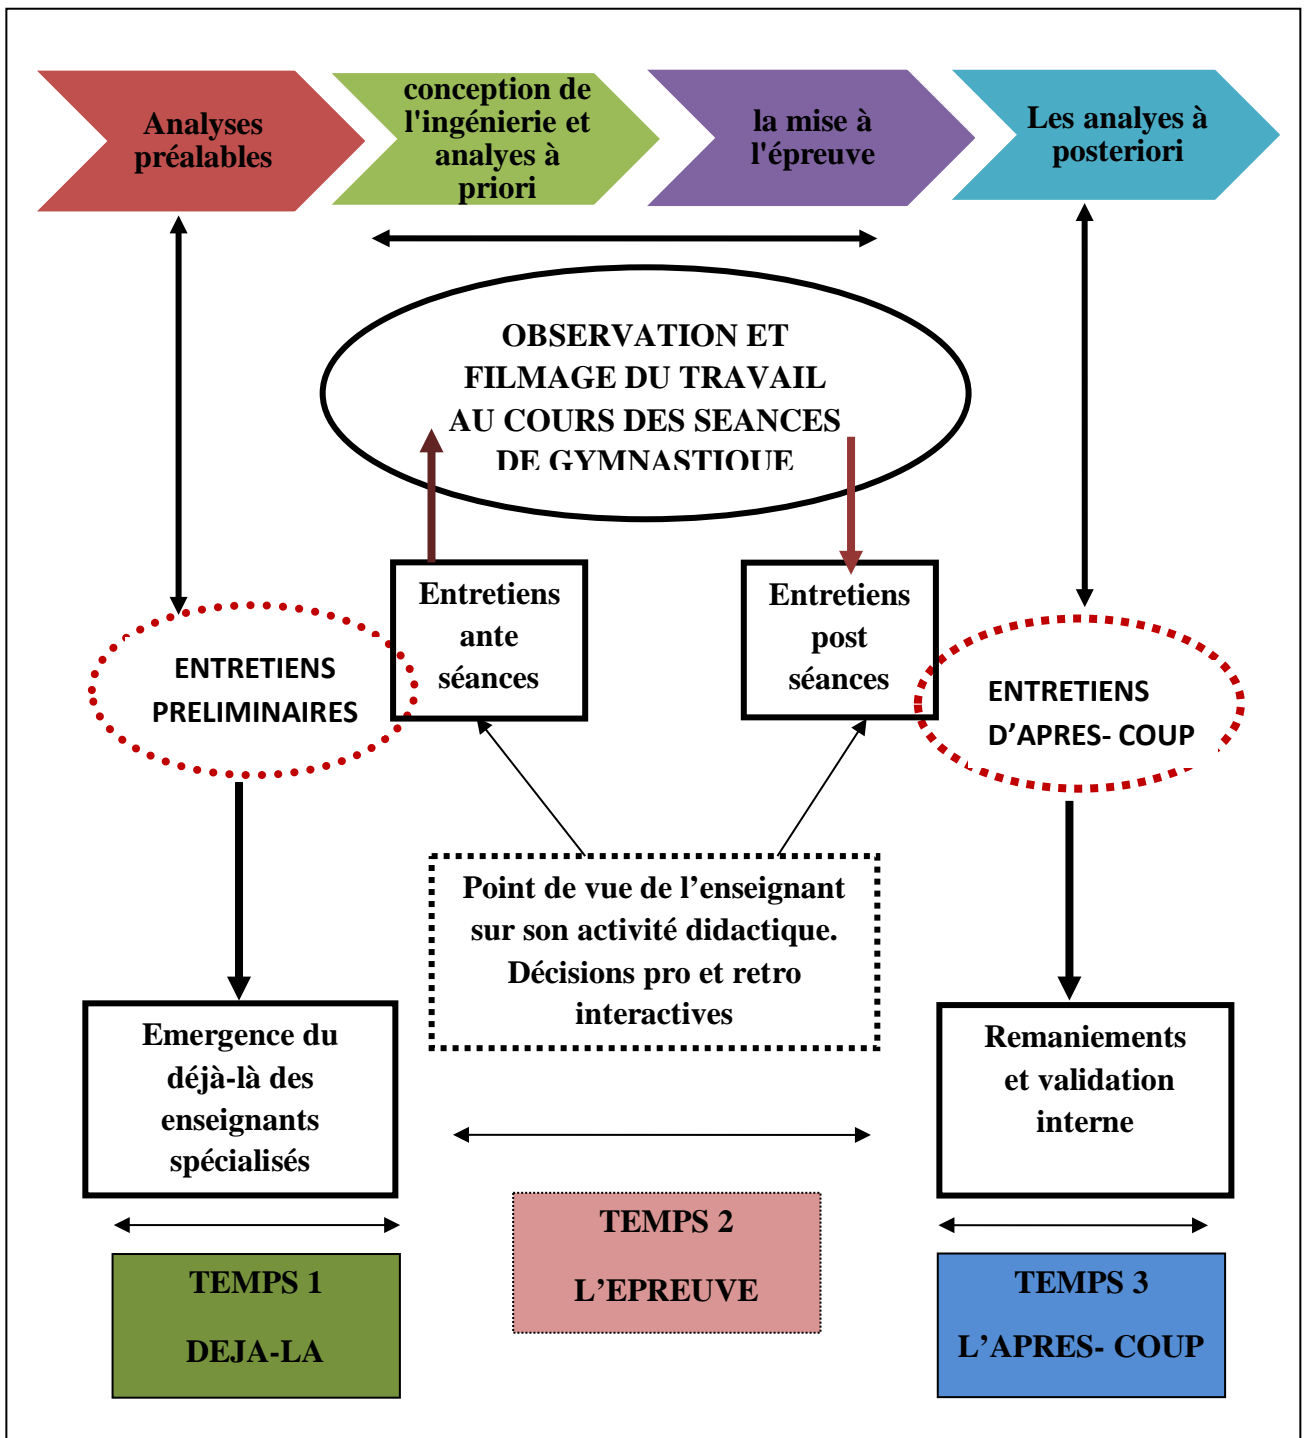 Analyses
préalables
conception de
l'ingénierie et
analyes à
priori
la mise à
l'épreuve
Les analyes à
posteriori
OBSERVATION ET
FILMAGE DU TRAVAIL
AU COURS DES SEANCES
DE GYMNASTIQUE
Entretiens
ante
séances
Entretiens
post
séances
ENTRETIENS
PRELIMINAIRES
ENTRETIENS
D’APRES- COUP
Point de vue de l’enseignant
sur son activité didactique.
Décisions pro et retro
interactives
Emergence du
déjà-là des
enseignants
spécialisés
Remaniements
et validation
interne
TEMPS 1
DEJA-LA
TEMPS 2
L’EPREUVE
TEMPS 3
L’APRES- COUP